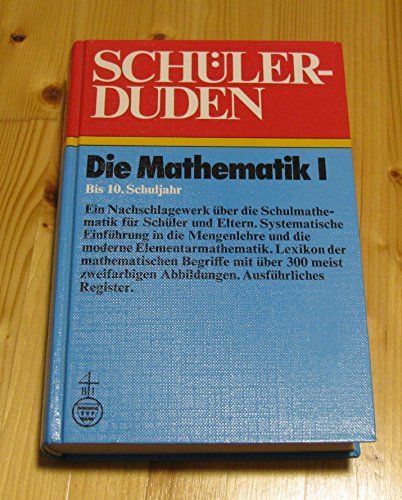 SCHÜLER-
DUDEN
Die Mathematik I
Bis 10. Schuljahr
Ein Nachschlagewerk über die Schulmathe-
matik für Schüler und Eltern. Systematische
Einführung in die Mengenlehre und die
moderne Elementarmathematik. Lexikon der
mathematischen Begriffe mit über 300 meist
zweifarbigen Abbildungen. Ausführliches
Register.
B I